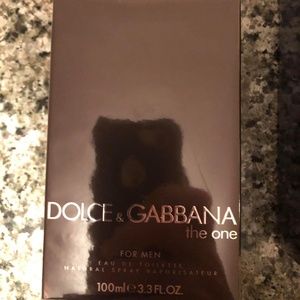 DOLCE & GABBANA
the one
FOR MEN
EAU DE TOILETTE
NATURAL SPRAY VAPORISATEUR
100ml e 3.3 FL.OZ.